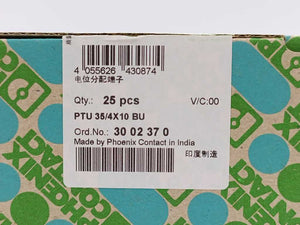 4 055626 430874
电位分配端子
Qty.: 25 pcs V/C:00
PTU 35/4X10 BU
Ord.No.: 30 02 37 0
Made by Phoenix Contact in India
印度制造
PHOENIX
CONTACT